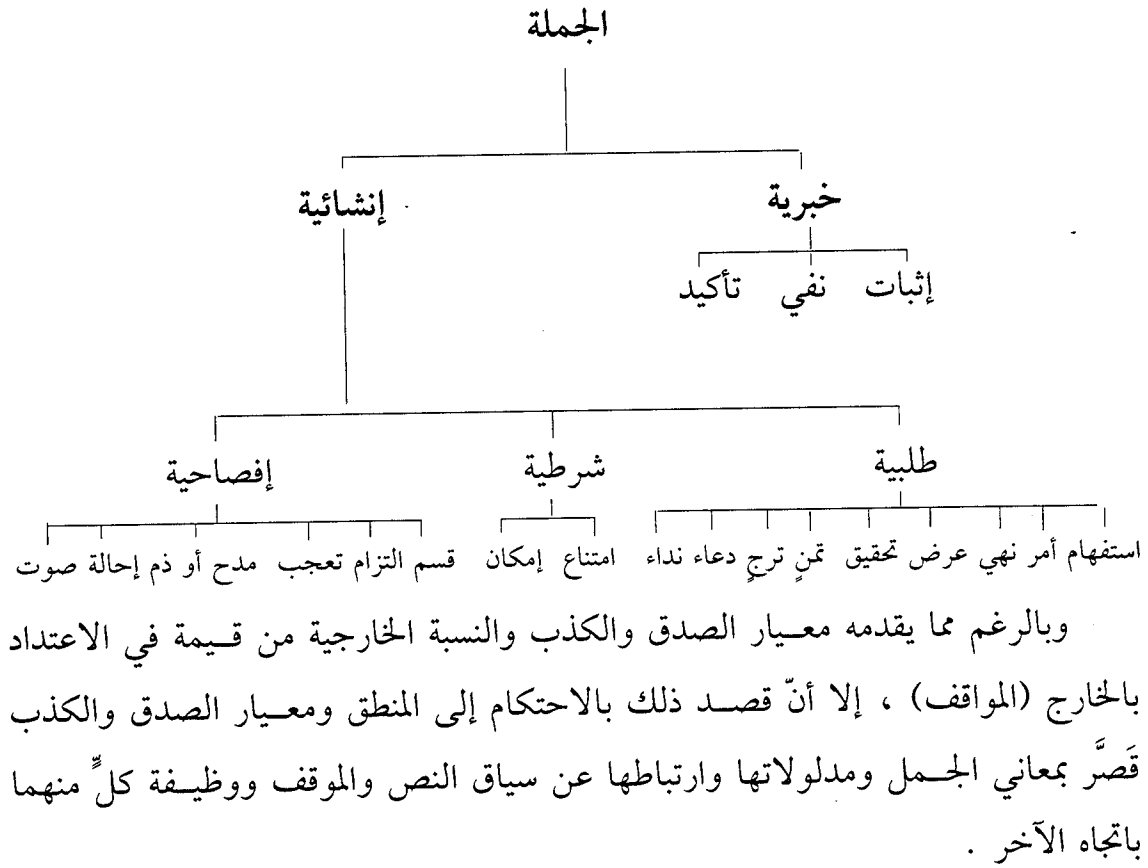 الجملة
خبرية إنشائية
إثبات نفي تأكيد
طلبية شرطية إفصاحية
استفهام أمر نهي عرض تحقيق تمنٍ ترجٍ دعاء نداء امتناع إمكان قسم التزام تعجب مدح أو ذم إحالة صوت
وبالرغم مما يقدمه معيار الصدق والكذب والنسبة الخارجية من قيمة في الاعتداد
بالخارج (المواقف) ، إلا أنّ قصد ذلك بالاحتكام إلى المنطق ومعيار الصدق والكذب
قَصَّر بمعاني الجمل ومدلولاتها وارتباطها عن سياق النص والموقف ووظيفة كلٍّ منهما
باتجاه الآخر .